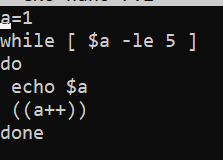 a=1
while [ $a -le 5 ]
do
 echo $a
 ((a++))
done